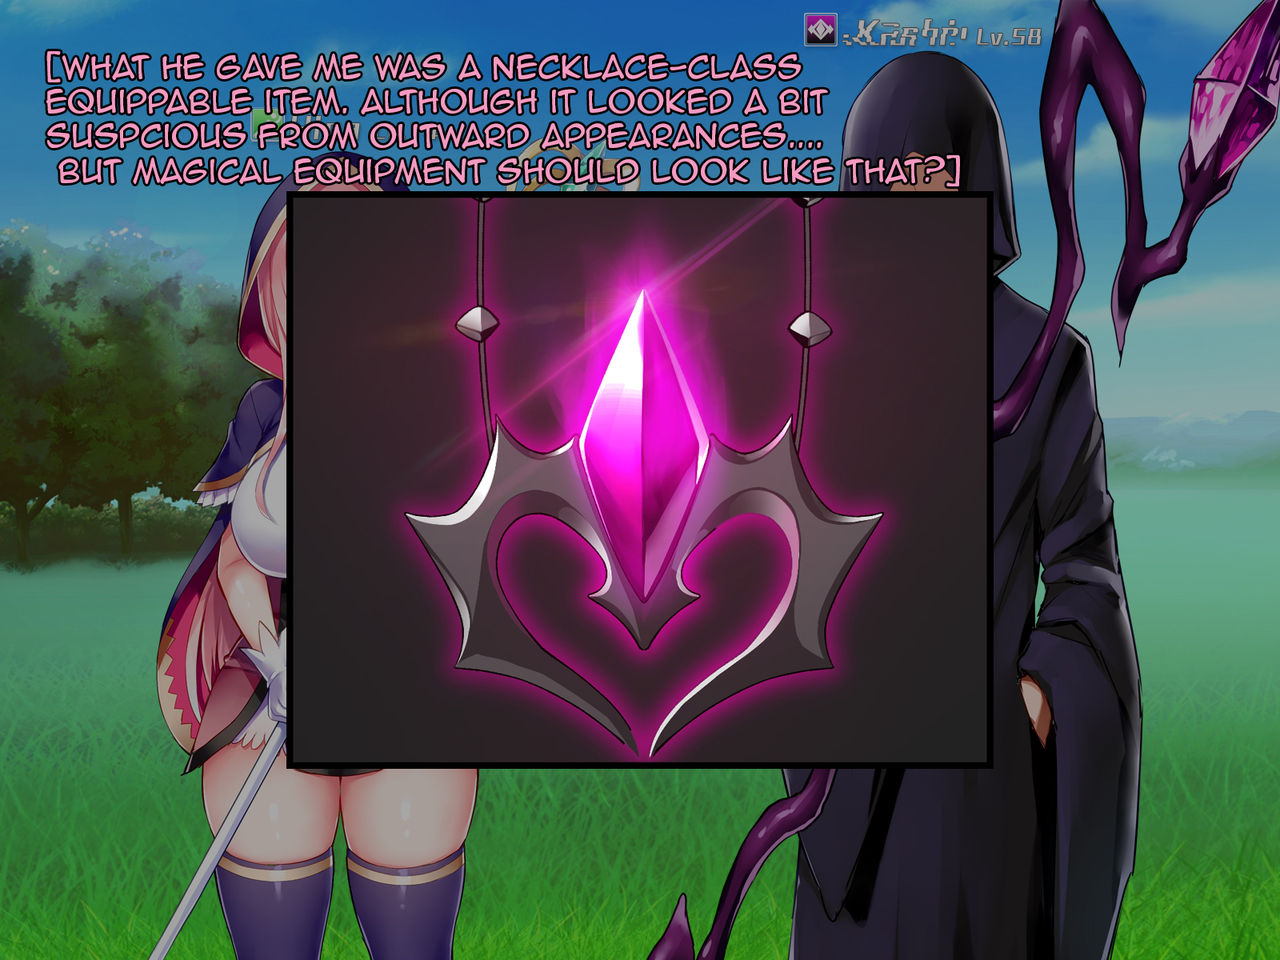 Lv.58
[WHAT HE GAVE ME WAS A NECKLACE-CLASS
EQUIPPABLE ITEM. ALTHOUGH IT LOOKED A BIT
SUSPCIOUS FROM OUTWARD APPEARANCES....
BUT MAGICAL EQUIPMENT SHOULD LOOK LIKE THAT?]